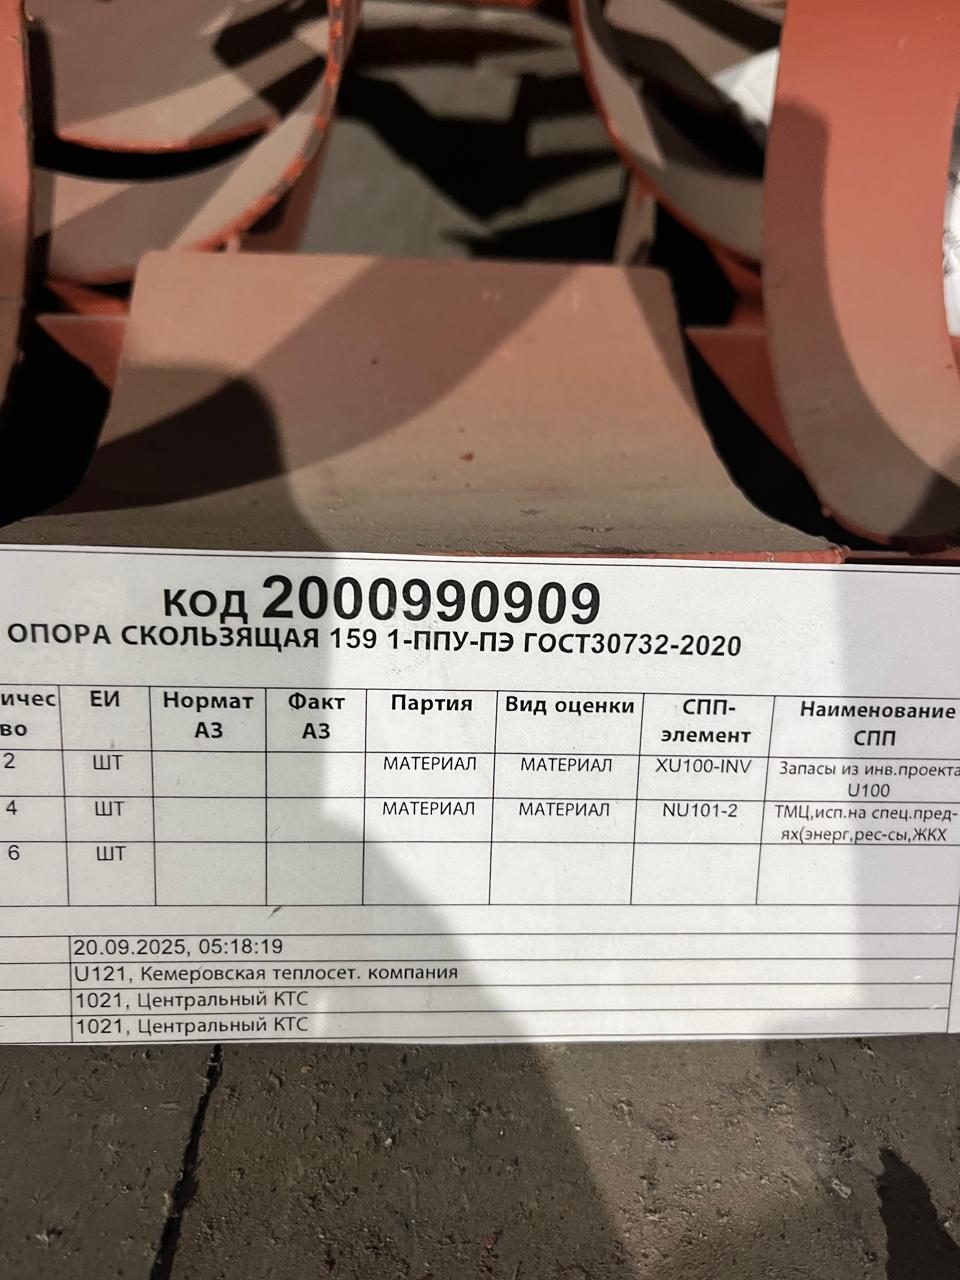 КОД 2000990909
ОПОРА СКОЛЬЗЯЩАЯ 159 1-ППУ-ПЭ ГОСТ30732-2020
ичес во ЕИ Нормат АЗ Факт АЗ Партия Вид оценки СПП-элемент Наименование СПП
2 ШТ МАТЕРИАЛ МАТЕРИАЛ XU100-INV Запасы из инв.проекта U100
4 ШТ МАТЕРИАЛ МАТЕРИАЛ NU101-2 ТМЦ,исп.на спец.пред-ях(энерг,рес-сы,ЖКХ
6 ШТ
20.09.2025, 05:18:19
U121, Кемеровская теплосет. компания
1021, Центральный КТС
1021, Центральный КТС